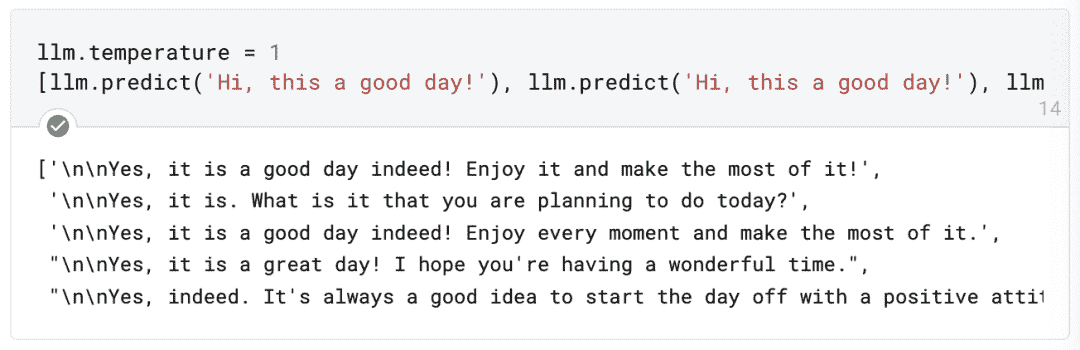 llm.temperature = 1
[llm.predict('Hi, this a good day!'), llm.predict('Hi, this a good day!'), llm
14
['\n\nYes, it is a good day indeed! Enjoy it and make the most of it!',
'\n\nYes, it is. What is it that you are planning to do today?',
'\n\nYes, it is a good day indeed! Enjoy every moment and make the most of it.',
"\n\nYes, it is a great day! I hope you're having a wonderful time.",
"\n\nYes, indeed. It's always a good idea to start the day off with a positive